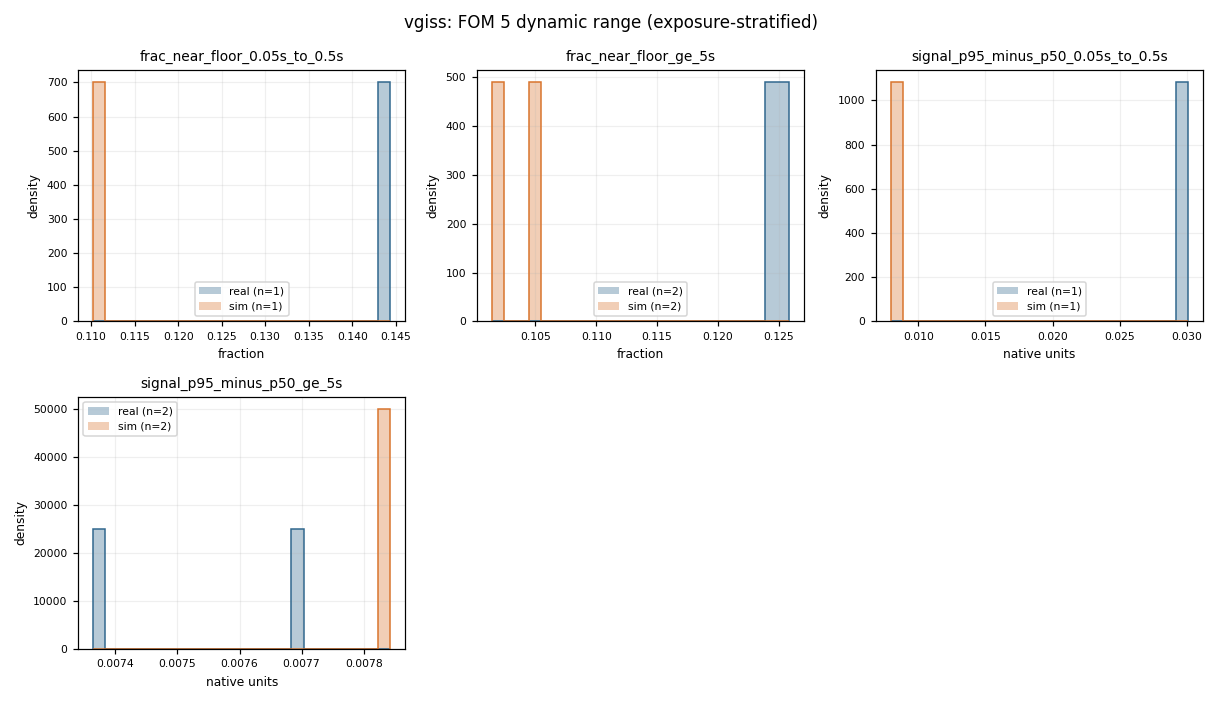 vgiss: FOM 5 dynamic range (exposure-stratified)
frac_near_floor_0.05s_to_0.5s
700
600
500
400
300
200
100
0
density
real (n=1)
sim (n=1)
0.110 0.115 0.120 0.125 0.130 0.135 0.140 0.145
fraction
frac_near_floor_ge_5s
500
400
300
200
100
0
density
real (n=2)
sim (n=2)
0.105 0.110 0.115 0.120 0.125
fraction
signal_p95_minus_p50_0.05s_to_0.5s
1000
800
600
400
200
0
density
real (n=1)
sim (n=1)
0.010 0.015 0.020 0.025 0.030
native units
signal_p95_minus_p50_ge_5s
real (n=2)
sim (n=2)
50000
40000
30000
20000
10000
0
density
0.0074 0.0075 0.0076 0.0077 0.0078
native units